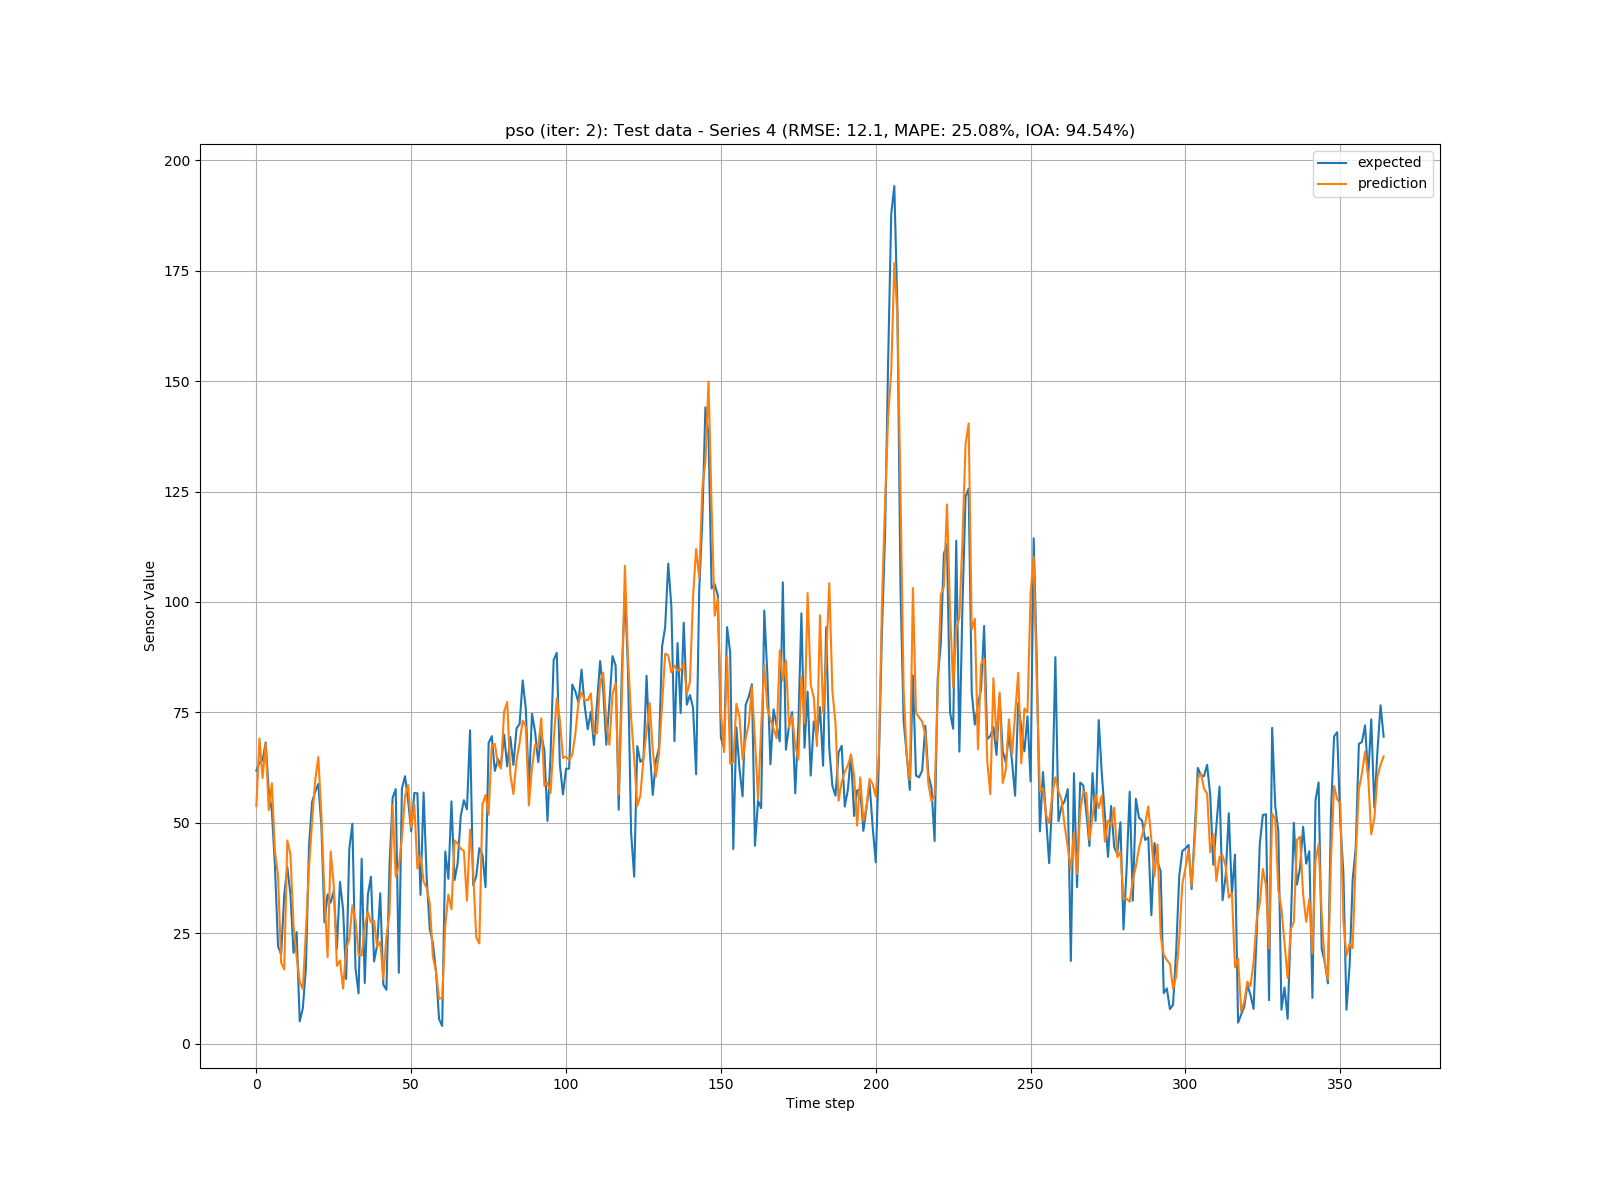 pso (iter: 2): Test data - Series 4 (RMSE: 12.1, MAPE: 25.08%, IOA: 94.54%)
expected
prediction
200
175
150
125
100
75
50
25
0
Sensor Value
0 50 100 150 200 250 300 350
Time step